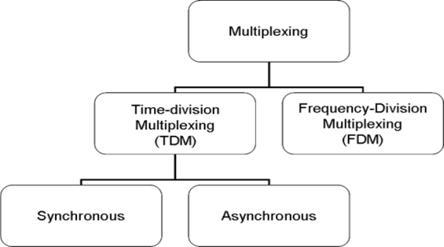 Multiplexing
Time-division
Multiplexing
(TDM)
Frequency-Division
Multiplexing
(FDM)
Synchronous
Asynchronous